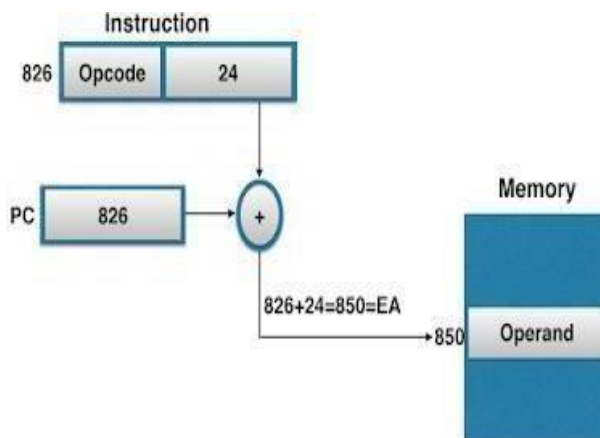 Instruction
826 Opcode 24
PC 826 +
Memory
826+24=850=EA
850 Operand